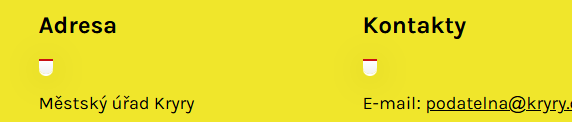 Adresa
Kontakty
Městský úřad Kryry
E-mail: podatelna@kryry.